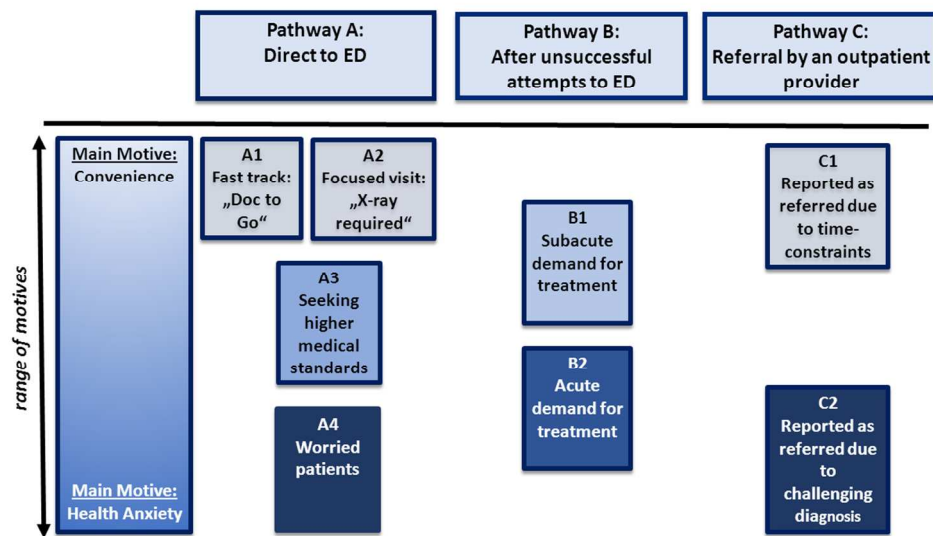 Pathway A:
Direct to ED
Pathway B:
After unsuccessful
attempts to ED
Pathway C:
Referral by an outpatient
provider
range of motives
Main Motive:
Convenience
A1
Fast track:
„Doc to
Go“
A2
Focused visit:
„X-ray
required“
A3
Seeking
higher
medical
standards
A4
Worried
patients
B1
Subacute
demand for
treatment
B2
Acute
demand for
treatment
C1
Reported as
referred due
to time-
constraints
C2
Reported as
referred due
to
challenging
diagnosis
Main Motive:
Health Anxiety